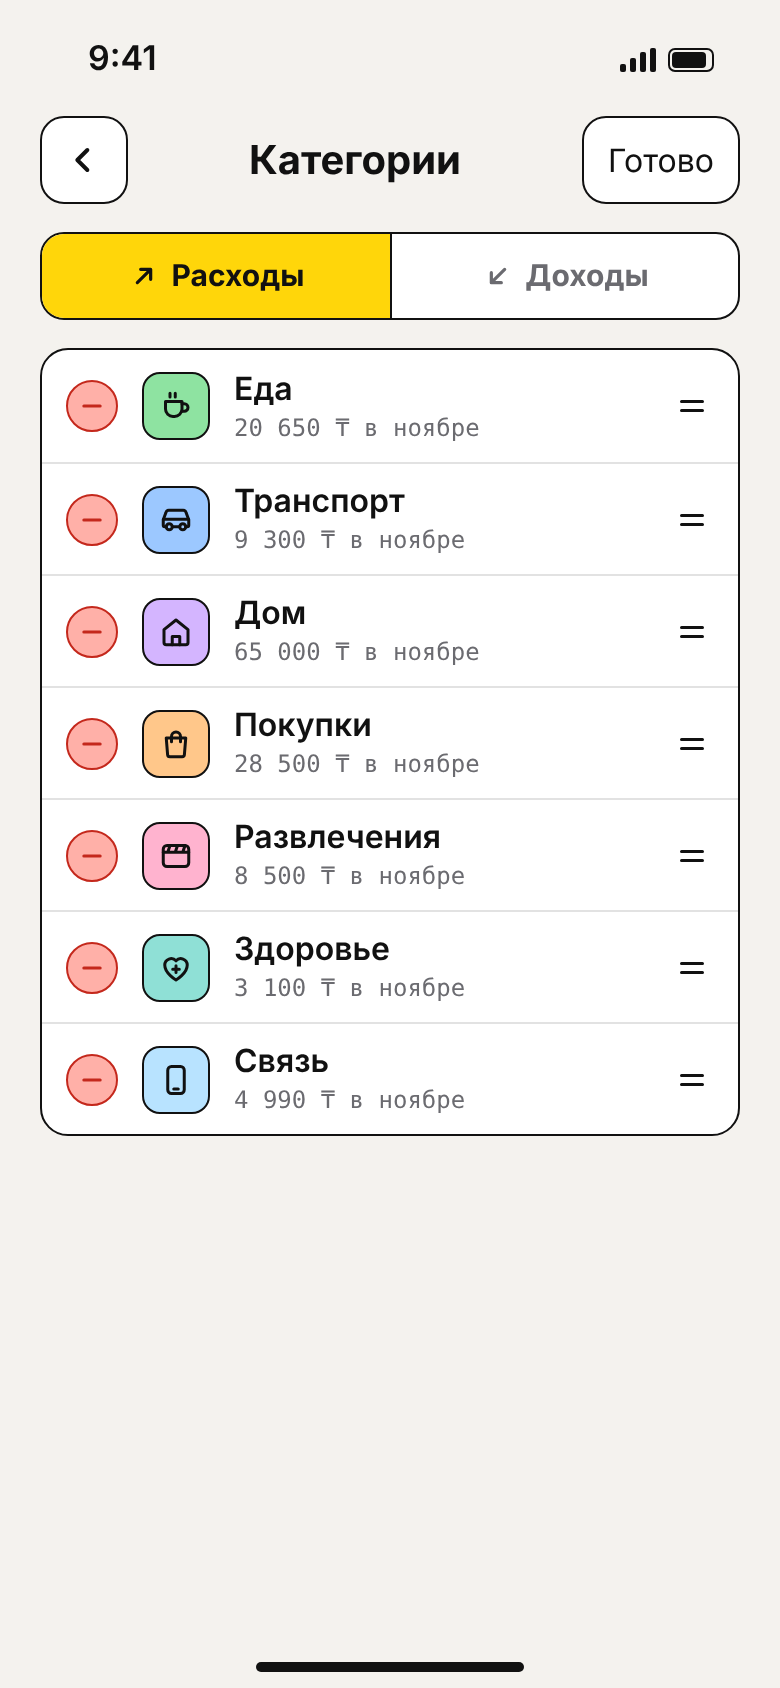 9:41
Категории
Готово
Расходы
Доходы
Еда
20 650 ₸ в ноябре
Транспорт
9 300 ₸ в ноябре
Дом
65 000 ₸ в ноябре
Покупки
28 500 ₸ в ноябре
Развлечения
8 500 ₸ в ноябре
Здоровье
3 100 ₸ в ноябре
Связь
4 990 ₸ в ноябре